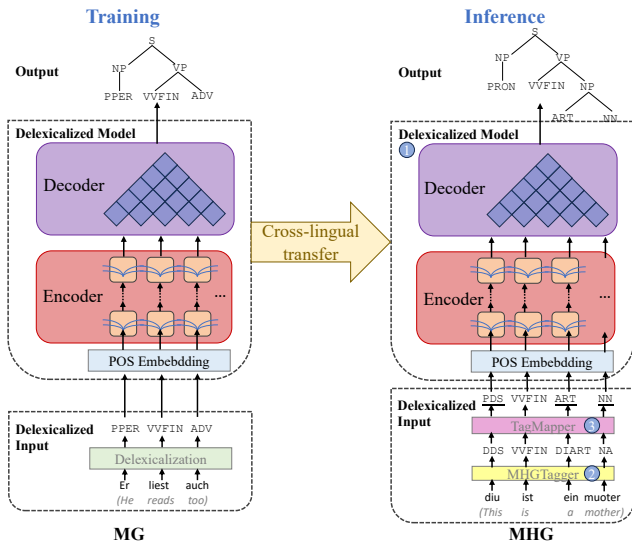 Training
Output
S
NP VP
PPER VVFIN ADV
Delexicalized Model
Decoder
Encoder
...
POS Embebdding
Delexicalized
Input
PPER VVFIN ADV
Delexicalization
Er liest auch
(He reads too)
MG
Cross-lingual
transfer
Inference
Output
S
NP VP
PRON VVFIN NP
ART NN
Delexicalized Model
1
Decoder
Encoder
...
POS Embebdding
Delexicalized
Input
PDS VVFIN ART NN
TagMapper 3
DDS VVFIN DIART NA
MHGTagger 2
diu ist ein muoter
(This is a mother)
MHG